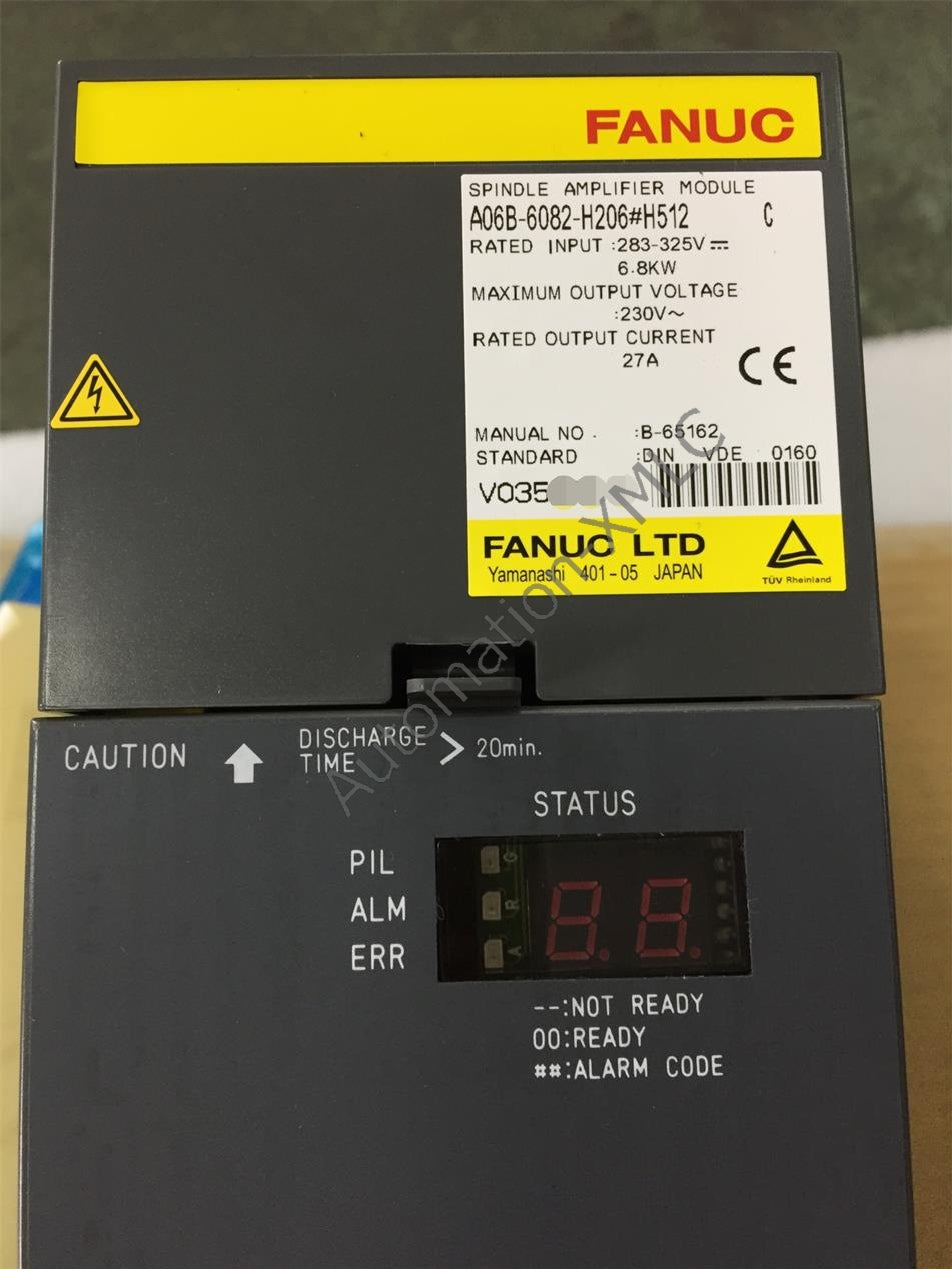 FANUC
SPINDLE AMPLIFIER MODULE
A06B-6082-H206#H512 C
RATED INPUT :283-325V⎓
6.8KW
MAXIMUM OUTPUT VOLTAGE
:230V~
RATED OUTPUT CURRENT
27A
CE
MANUAL NO. :B-65162
STANDARD :DIN VDE 0160
V035
FANUC LTD
Yamanashi 401-05 JAPAN
TÜV Rheinland
Automation-XMLC
CAUTION
DISCHARGE
TIME > 20min.
STATUS
PIL
G
ALM
R
ERR
A
8.8.
--:NOT READY
00:READY
##:ALARM CODE